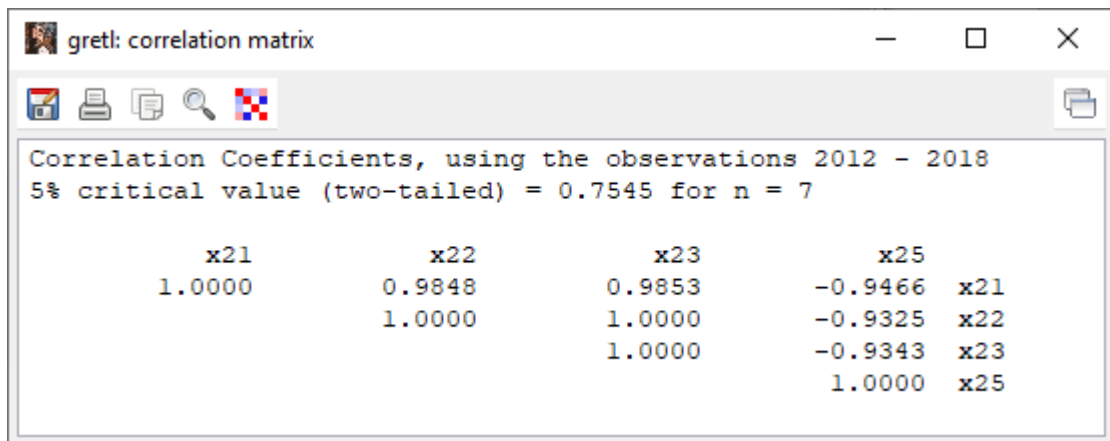 gretl: correlation matrix
Correlation Coefficients, using the observations 2012 - 2018
5% critical value (two-tailed) = 0.7545 for n = 7
x21 x22 x23 x25
1.0000 0.9848 0.9853 -0.9466 x21
1.0000 1.0000 -0.9325 x22
1.0000 -0.9343 x23
1.0000 x25